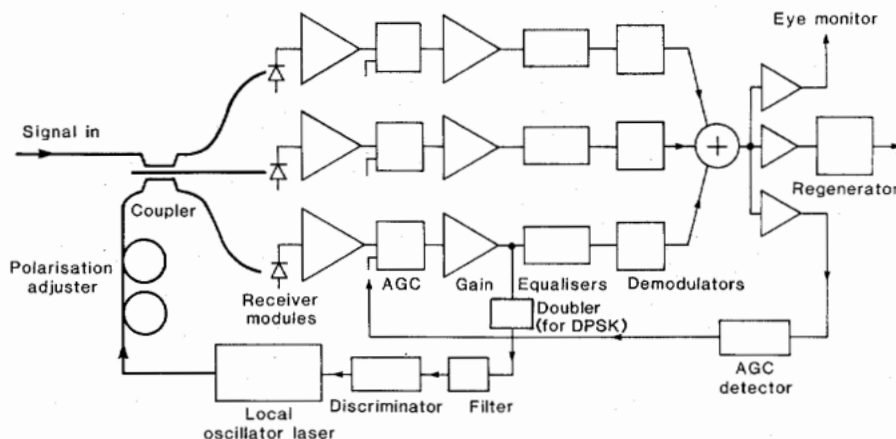 Eye monitor
Signal in
Coupler
Regenerator
Polarisation
adjuster
Receiver
modules
AGC
Gain
Equalisers
Demodulators
Doubler
(for DPSK)
AGC
detector
Discriminator
Filter
Local
oscillator laser